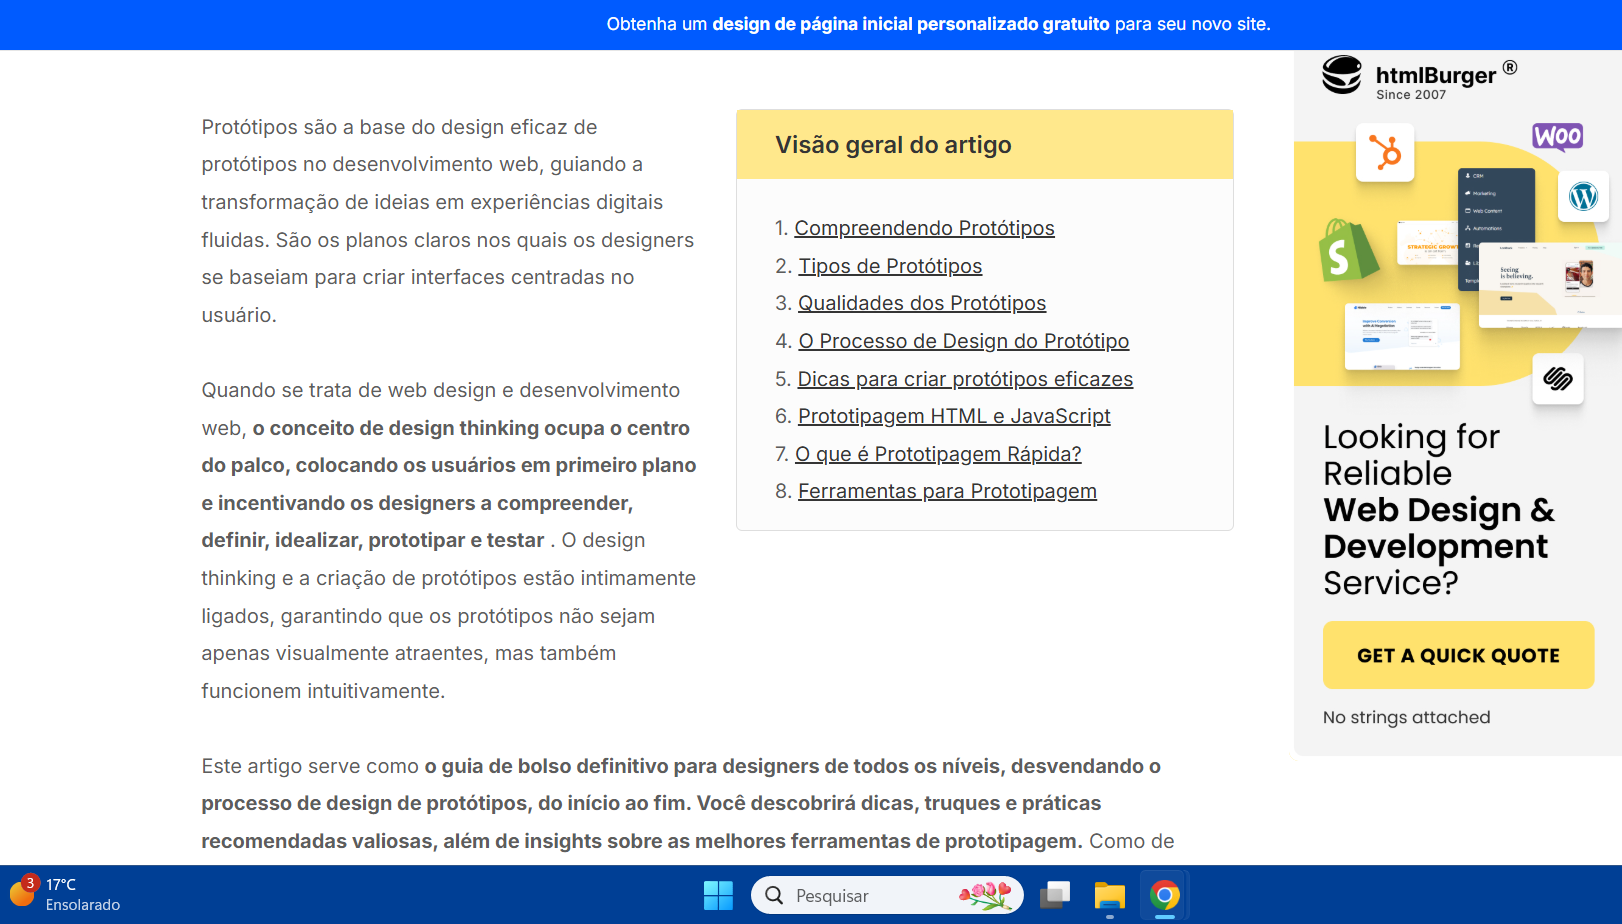 Obtenha um design de página inicial personalizado gratuito para seu novo site.
Protótipos são a base do design eficaz de
protótipos no desenvolvimento web, guiando a
transformação de ideias em experiências digitais
fluidas. São os planos claros nos quais os designers
se baseiam para criar interfaces centradas no
usuário.
Quando se trata de web design e desenvolvimento
web, o conceito de design thinking ocupa o centro
do palco, colocando os usuários em primeiro plano
e incentivando os designers a compreender,
definir, idealizar, prototipar e testar . O design
thinking e a criação de protótipos estão intimamente
ligados, garantindo que os protótipos não sejam
apenas visualmente atraentes, mas também
funcionem intuitivamente.
Visão geral do artigo
1. Compreendendo Protótipos
2. Tipos de Protótipos
3. Qualidades dos Protótipos
4. O Processo de Design do Protótipo
5. Dicas para criar protótipos eficazes
6. Prototipagem HTML e JavaScript
7. O que é Prototipagem Rápida?
8. Ferramentas para Prototipagem
Este artigo serve como o guia de bolso definitivo para designers de todos os níveis, desvendando o
processo de design de protótipos, do início ao fim. Você descobrirá dicas, truques e práticas
recomendadas valiosas, além de insights sobre as melhores ferramentas de prototipagem. Como de
htmlBurger ®
Since 2007
WOO
CRM
Marketing
Web Content
Automations
STRATEGIC GROW
Seeing
is believing.
Looking for
Reliable
Web Design &
Development
Service?
GET A QUICK QUOTE
No strings attached
3
17°C
Ensolarado
Pesquisar